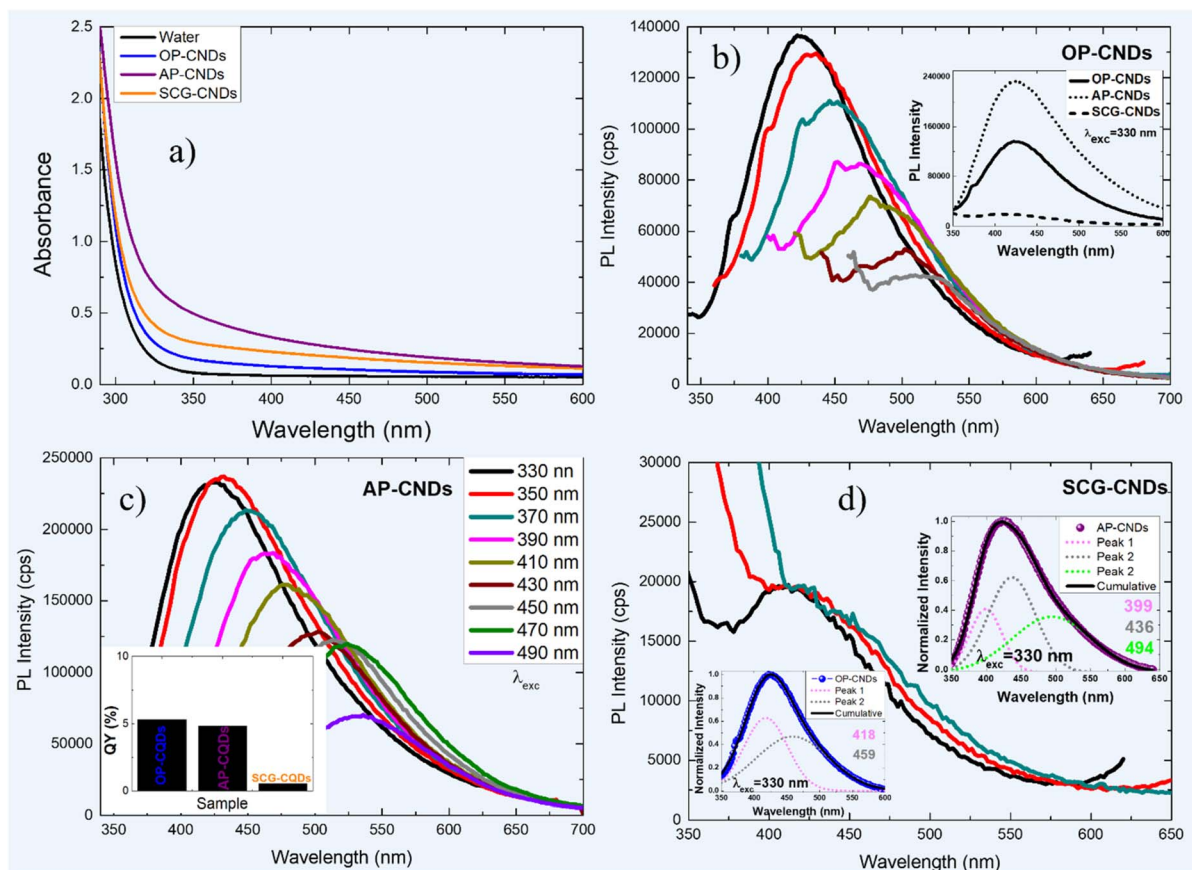 a)
Water
OP-CNDs
AP-CNDs
SCG-CNDs
2.5
2.0
1.5
1.0
0.5
0.0
Absorbance
300 350 400 450 500 550 600
Wavelength (nm)
b)
OP-CNDs
140000
120000
100000
80000
60000
40000
20000
0
PL Intensity (cps)
350 400 450 500 550 600 650 700
Wavelength (nm)
OP-CNDs
AP-CNDs
SCG-CNDs
λexc=330 nm
240000
160000
80000
0
PL Intensity
350 400 450 500 550 600
Wavelength (nm)
c)
AP-CNDs
250000
200000
150000
100000
50000
0
PL Intensity (cps)
350 400 450 500 550 600 650 700
Wavelength (nm)
330 nn
350 nm
370 nm
390 nm
410 nm
430 nm
450 nm
470 nm
490 nm
λexc
10
5
0
QY (%)
OP-CQDs
AP-CQDs
SCG-CQDs
Sample
d)
SCG-CNDs
30000
25000
20000
15000
10000
5000
0
PL Intensity (cps)
350 400 450 500 550 600 650
Wavelength (nm)
AP-CNDs
Peak 1
Peak 2
Peak 2
Cumulative
399
436
494
λexc=330 nm
1.0
0.8
0.6
0.4
0.2
0.0
Normalized Intensity
350 400 450 500 550 600 650
Wavelength (nm)
OP-CNDs
Peak 1
Peak 2
Cumulative
418
459
λexc=330 nm
1.0
0.8
0.6
0.4
0.2
0.0
Normalized Intensity
350 400 450 500 550 600
Wavelength (nm)